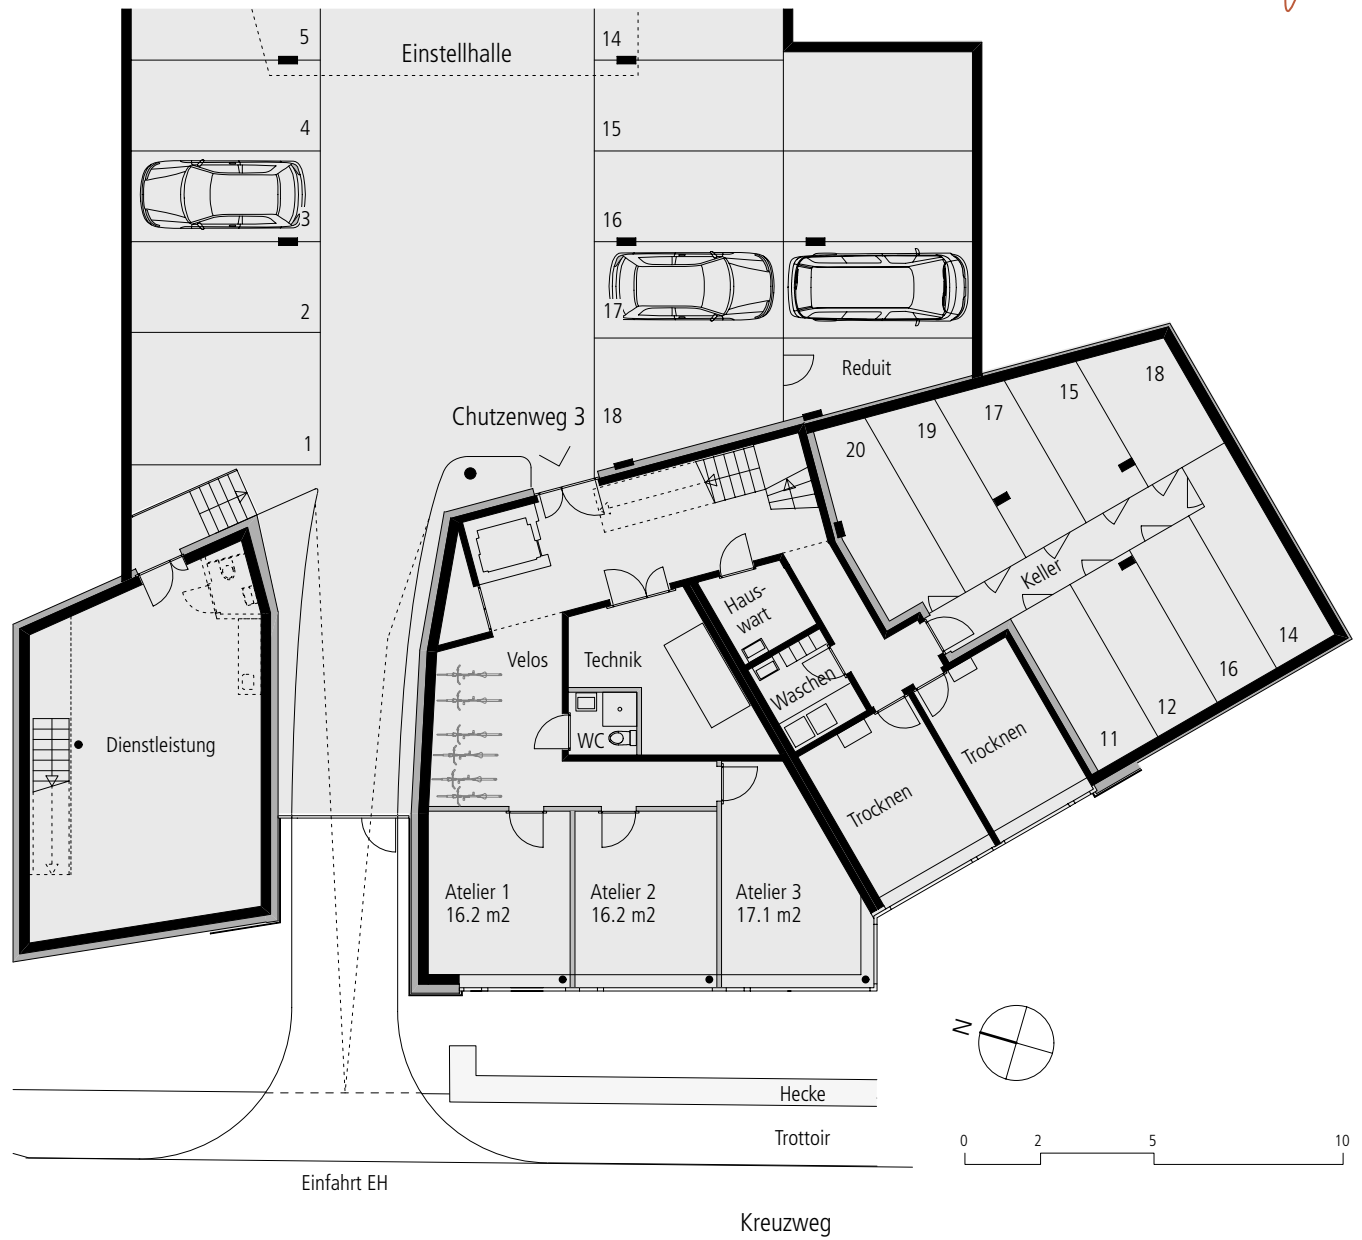 5
Einstellhalle
14
4
15
3
16
2
17
Reduit
1
Chutzenweg 3
18
20
19
17
15
18
Keller
Haus-
wart
Velos
Technik
Waschen
WC
Dienstleistung
Trocknen
Trocknen
11
12
16
14
Atelier 1
16.2 m2
Atelier 2
16.2 m2
Atelier 3
17.1 m2
N
Hecke
Trottoir
0 2 5 10
Einfahrt EH
Kreuzweg